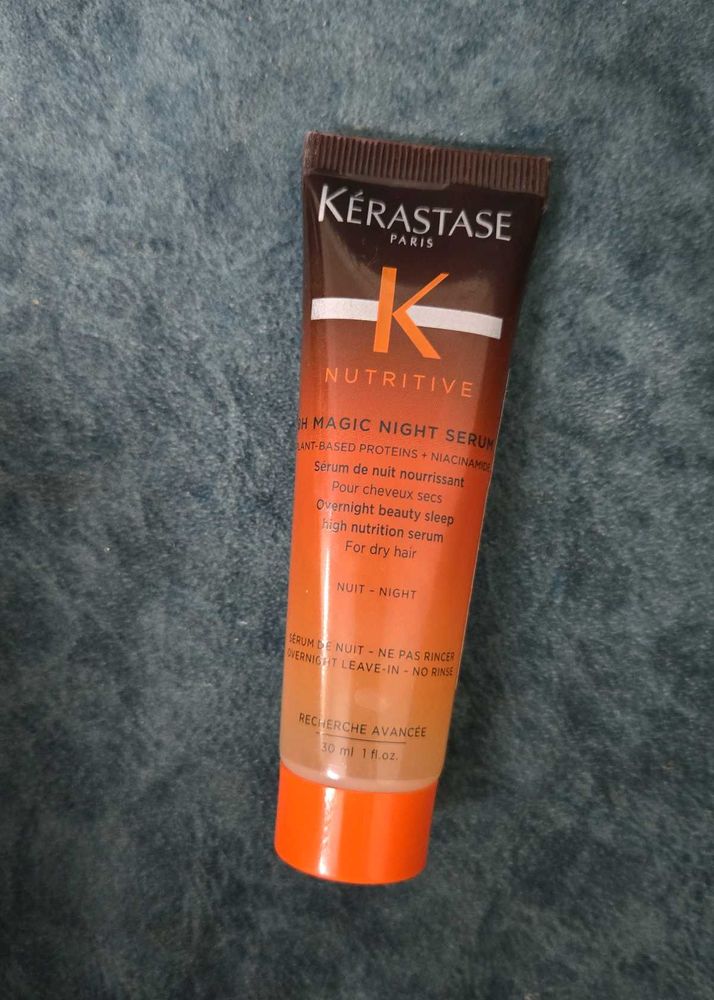 KÉRASTASE
PARIS
K
NUTRITIVE
8H MAGIC NIGHT SERUM
PLANT-BASED PROTEINS + NIACINAMIDE
Sérum de nuit nourrissant
Pour cheveux secs
Overnight beauty sleep
high nutrition serum
For dry hair
NUIT - NIGHT
SÉRUM DE NUIT - NE PAS RINCER
OVERNIGHT LEAVE-IN - NO RINSE
RECHERCHE AVANCÉE
30 ml 1 fl.oz.